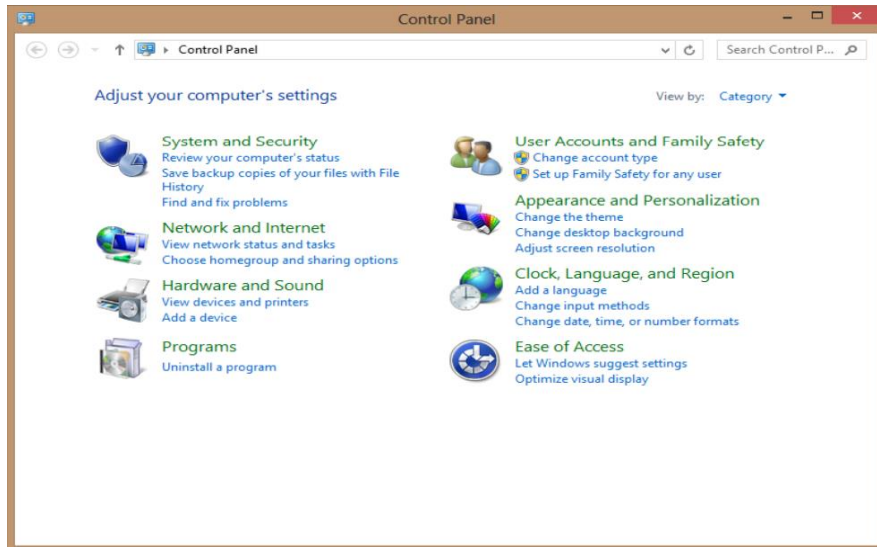 Control Panel
Control Panel
Search Control P...
Adjust your computer's settings
View by: Category
System and Security
Review your computer's status
Save backup copies of your files with File
History
Find and fix problems
Network and Internet
View network status and tasks
Choose homegroup and sharing options
Hardware and Sound
View devices and printers
Add a device
Programs
Uninstall a program
User Accounts and Family Safety
Change account type
Set up Family Safety for any user
Appearance and Personalization
Change the theme
Change desktop background
Adjust screen resolution
Clock, Language, and Region
Add a language
Change input methods
Change date, time, or number formats
Ease of Access
Let Windows suggest settings
Optimize visual display